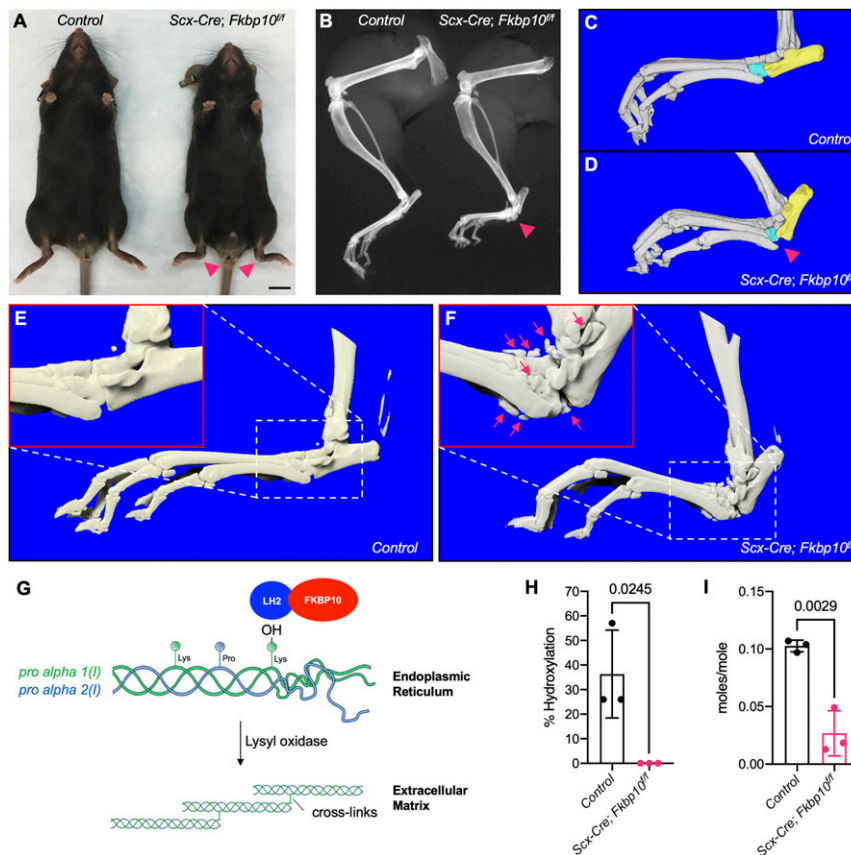 A
Control
Scx-Cre; Fkbp10f/f
B
Control
Scx-Cre; Fkbp10f/f
C
Control
D
Scx-Cre; Fkbp10f/f
E
Control
F
Scx-Cre; Fkbp10f/f
G
LH2
FKBP10
OH
Lys
Pro
Lys
pro alpha 1(I)
pro alpha 2(I)
Endoplasmic
Reticulum
Lysyl oxidase
Extracellular
Matrix
cross-links
H
0.0245
% Hydroxylation
70
60
50
40
30
20
10
0
Control
Scx-Cre; Fkbp10f/f
I
0.0029
moles/mole
0.15
0.10
0.05
0.00
Control
Scx-Cre; Fkbp10f/f